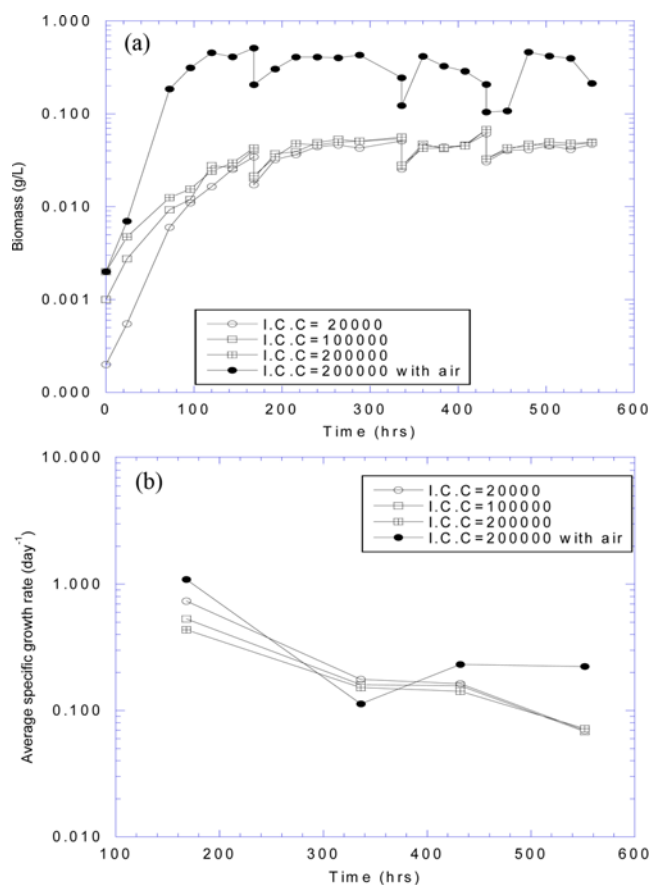 (a)
1.000
0.100
0.010
0.001
0.000
Biomass (g/L)
I.C.C= 20000
I.C.C=100000
I.C.C=200000
I.C.C=200000 with air
0 100 200 300 400 500 600
Time (hrs)
(b)
10.000
1.000
0.100
0.010
Average specific growth rate (day⁻¹)
I.C.C=20000
I.C.C=100000
I.C.C=200000
I.C.C=200000 with air
100 200 300 400 500 600
Time (hrs)